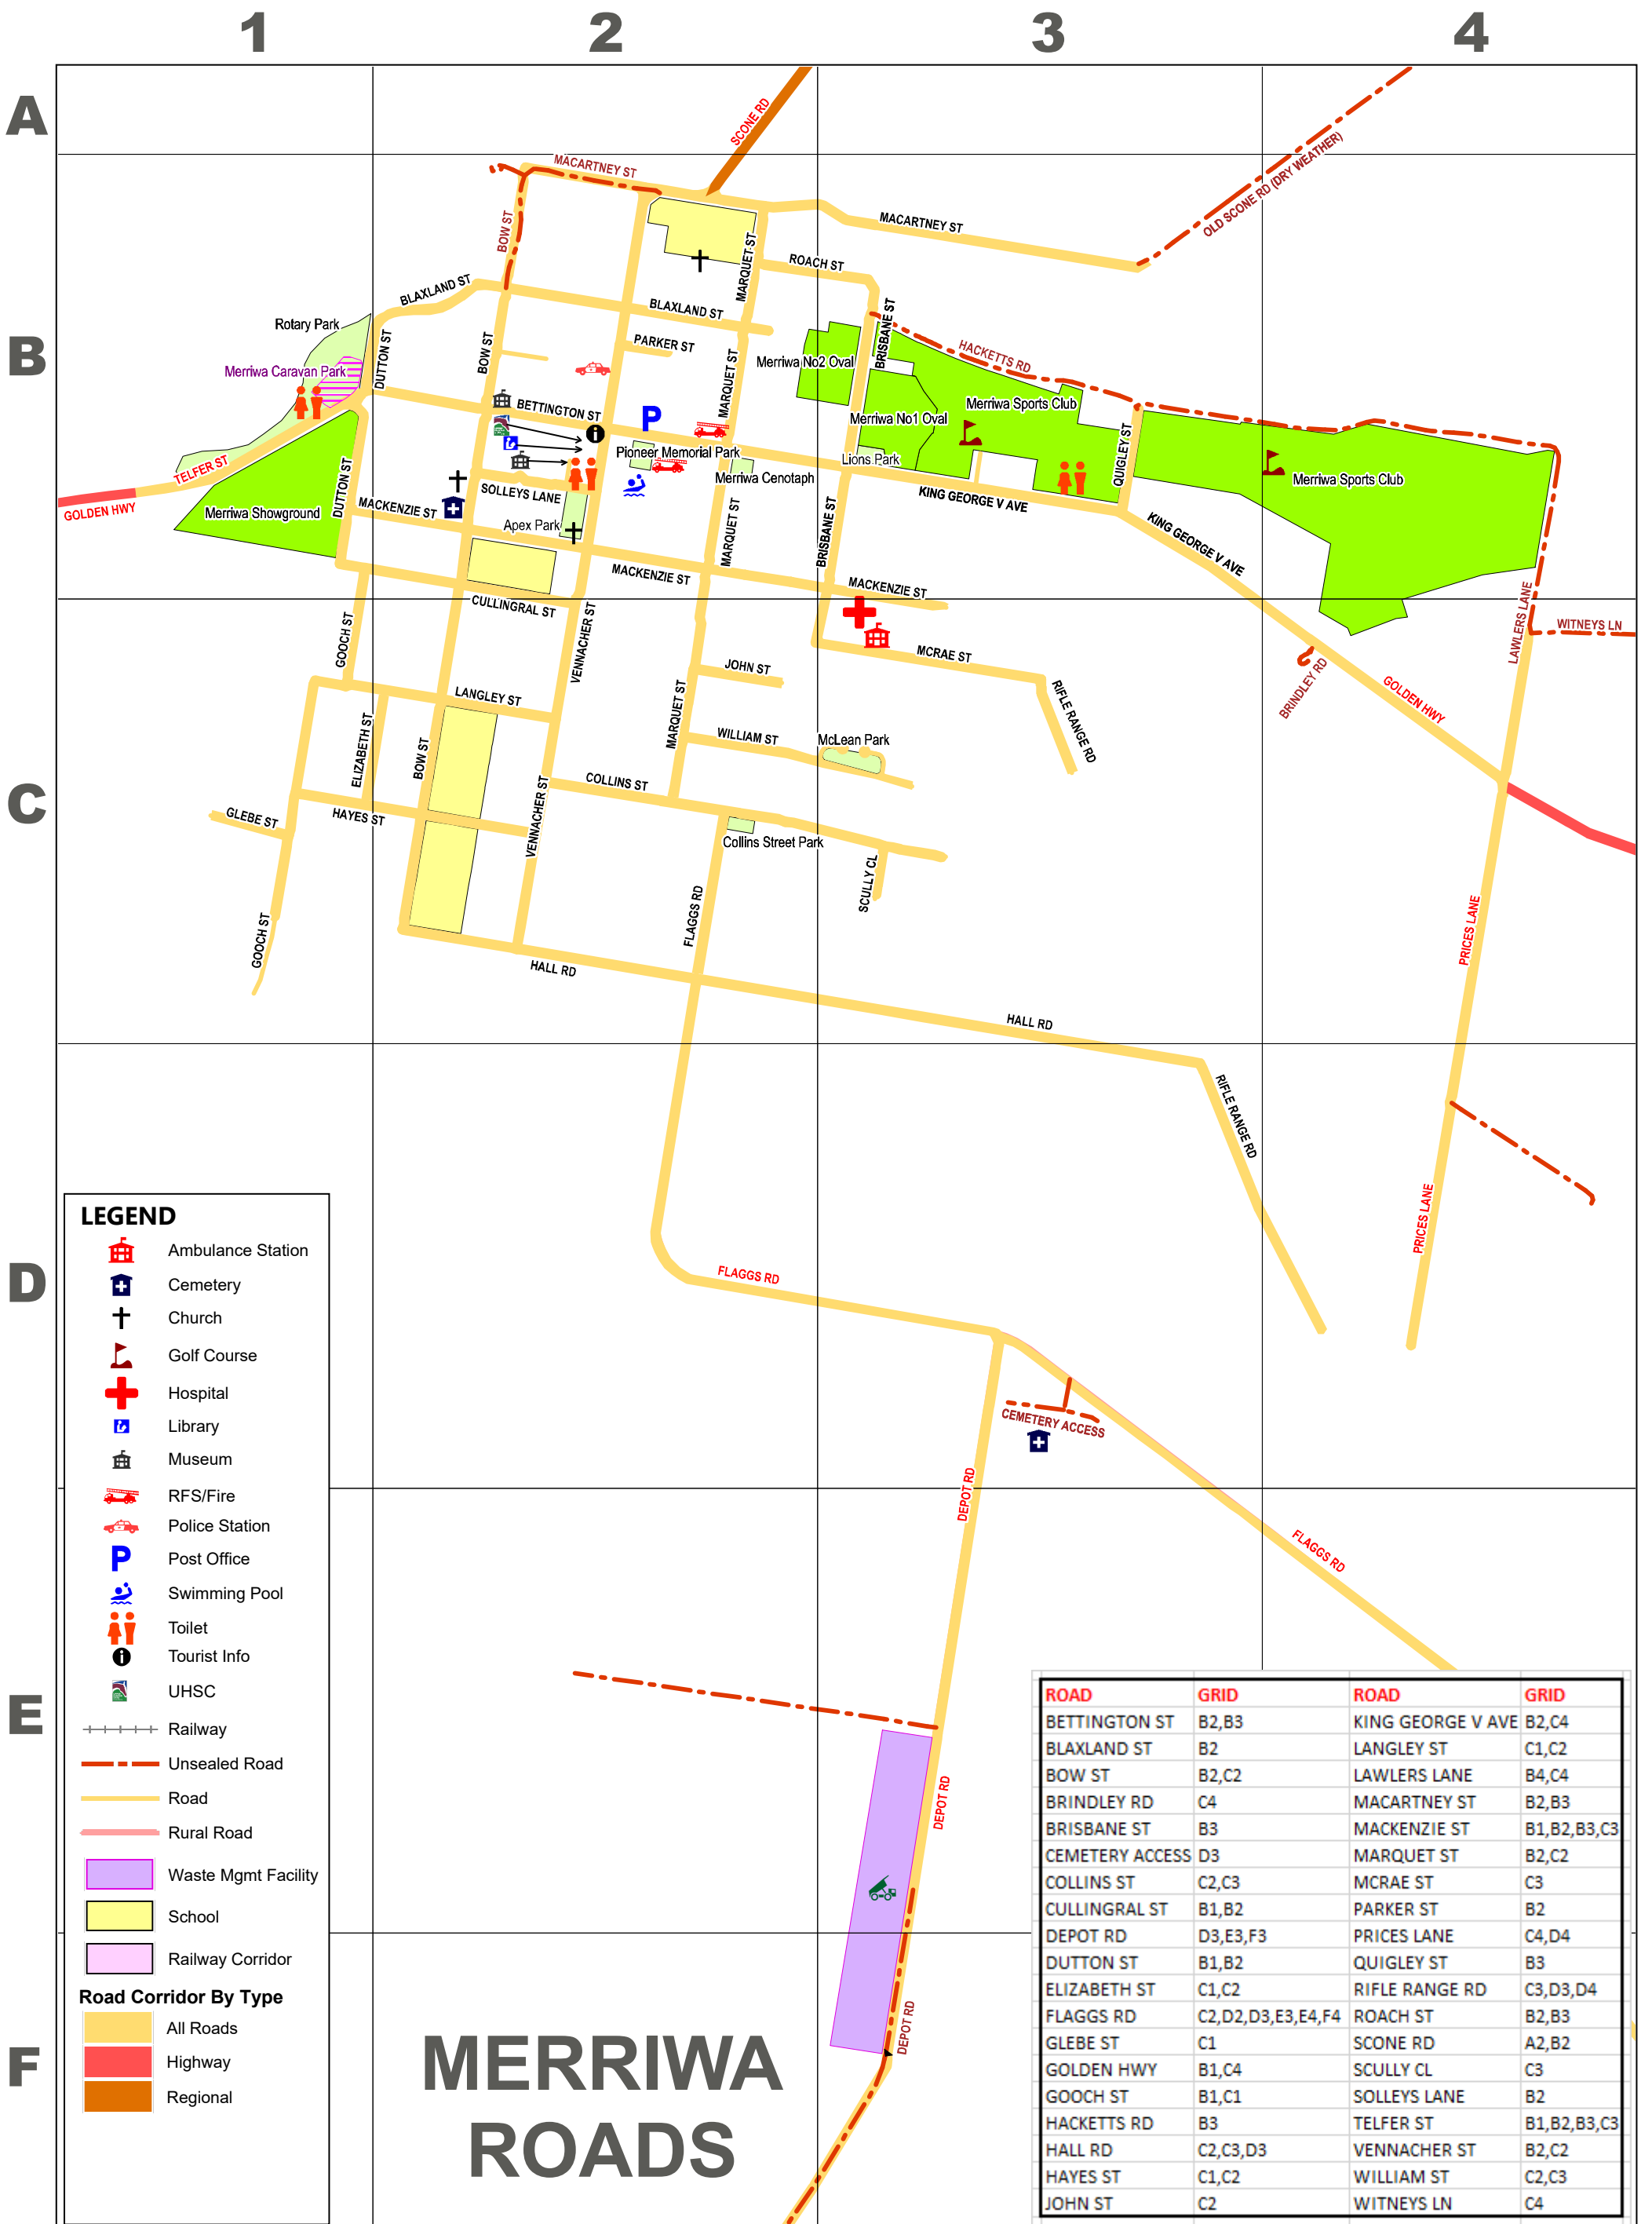 1 2 3 4
A
SCONE RD
MACARTNEY ST
OLD SCONE RD (DRY WEATHER)
BOW ST
MACARTNEY ST
MARQUET ST
ROACH ST
BLAXLAND ST
BLAXLAND ST
BRISBANE ST
Rotary Park
B
DUTTON ST
BOW ST
PARKER ST
HACKETTS RD
MARQUET ST
Merriwa No2 Oval
Merriwa Caravan Park
BETTINGTON ST
P
Merriwa No1 Oval
Merriwa Sports Club
QUIGLEY ST
Pioneer Memorial Park
Lions Park
TELFER ST
DUTTON ST
Merriwa Cenotaph
Merriwa Sports Club
SOLLEYS LANE
GOLDEN HWY
Merriwa Showground
MACKENZIE ST
Apex Park
MARQUET ST
BRISBANE ST
KING GEORGE V AVE
KING GEORGE V AVE
MACKENZIE ST
MACKENZIE ST
CULLINGRAL ST
LAWLERS LANE
WITNEYS LN
GOOCH ST
VENNACHER ST
JOHN ST
MCRAE ST
BRINDLEY RD
GOLDEN HWY
LANGLEY ST
MARQUET ST
RIFLE RANGE RD
ELIZABETH ST
BOW ST
WILLIAM ST
McLean Park
COLLINS ST
C
GLEBE ST
HAYES ST
VENNACHER ST
Collins Street Park
SCULLY CL
GOOCH ST
FLAGGS RD
PRICES LANE
HALL RD
HALL RD
RIFLE RANGE RD
PRICES LANE
D
FLAGGS RD
CEMETERY ACCESS
DEPOT RD
FLAGGS RD
E
DEPOT RD
DEPOT RD
F
LEGEND
Ambulance Station
Cemetery
Church
Golf Course
Hospital
Library
Museum
RFS/Fire
Police Station
P Post Office
Swimming Pool
Toilet
i Tourist Info
UHSC
Railway
Unsealed Road
Road
Rural Road
Waste Mgmt Facility
School
Railway Corridor
Road Corridor By Type
All Roads
Highway
Regional
MERRIWA
ROADS
ROAD GRID ROAD GRID
BETTINGTON ST B2,B3 KING GEORGE V AVE B2,C4
BLAXLAND ST B2 LANGLEY ST C1,C2
BOW ST B2,C2 LAWLERS LANE B4,C4
BRINDLEY RD C4 MACARTNEY ST B2,B3
BRISBANE ST B3 MACKENZIE ST B1,B2,B3,C3
CEMETERY ACCESS D3 MARQUET ST B2,C2
COLLINS ST C2,C3 MCRAE ST C3
CULLINGRAL ST B1,B2 PARKER ST B2
DEPOT RD D3,E3,F3 PRICES LANE C4,D4
DUTTON ST B1,B2 QUIGLEY ST B3
ELIZABETH ST C1,C2 RIFLE RANGE RD C3,D3,D4
FLAGGS RD C2,D2,D3,E3,E4,F4 ROACH ST B2,B3
GLEBE ST C1 SCONE RD A2,B2
GOLDEN HWY B1,C4 SCULLY CL C3
GOOCH ST B1,C1 SOLLEYS LANE B2
HACKETTS RD B3 TELFER ST B1,B2,B3,C3
HALL RD C2,C3,D3 VENNACHER ST B2,C2
HAYES ST C1,C2 WILLIAM ST C2,C3
JOHN ST C2 WITNEYS LN C4